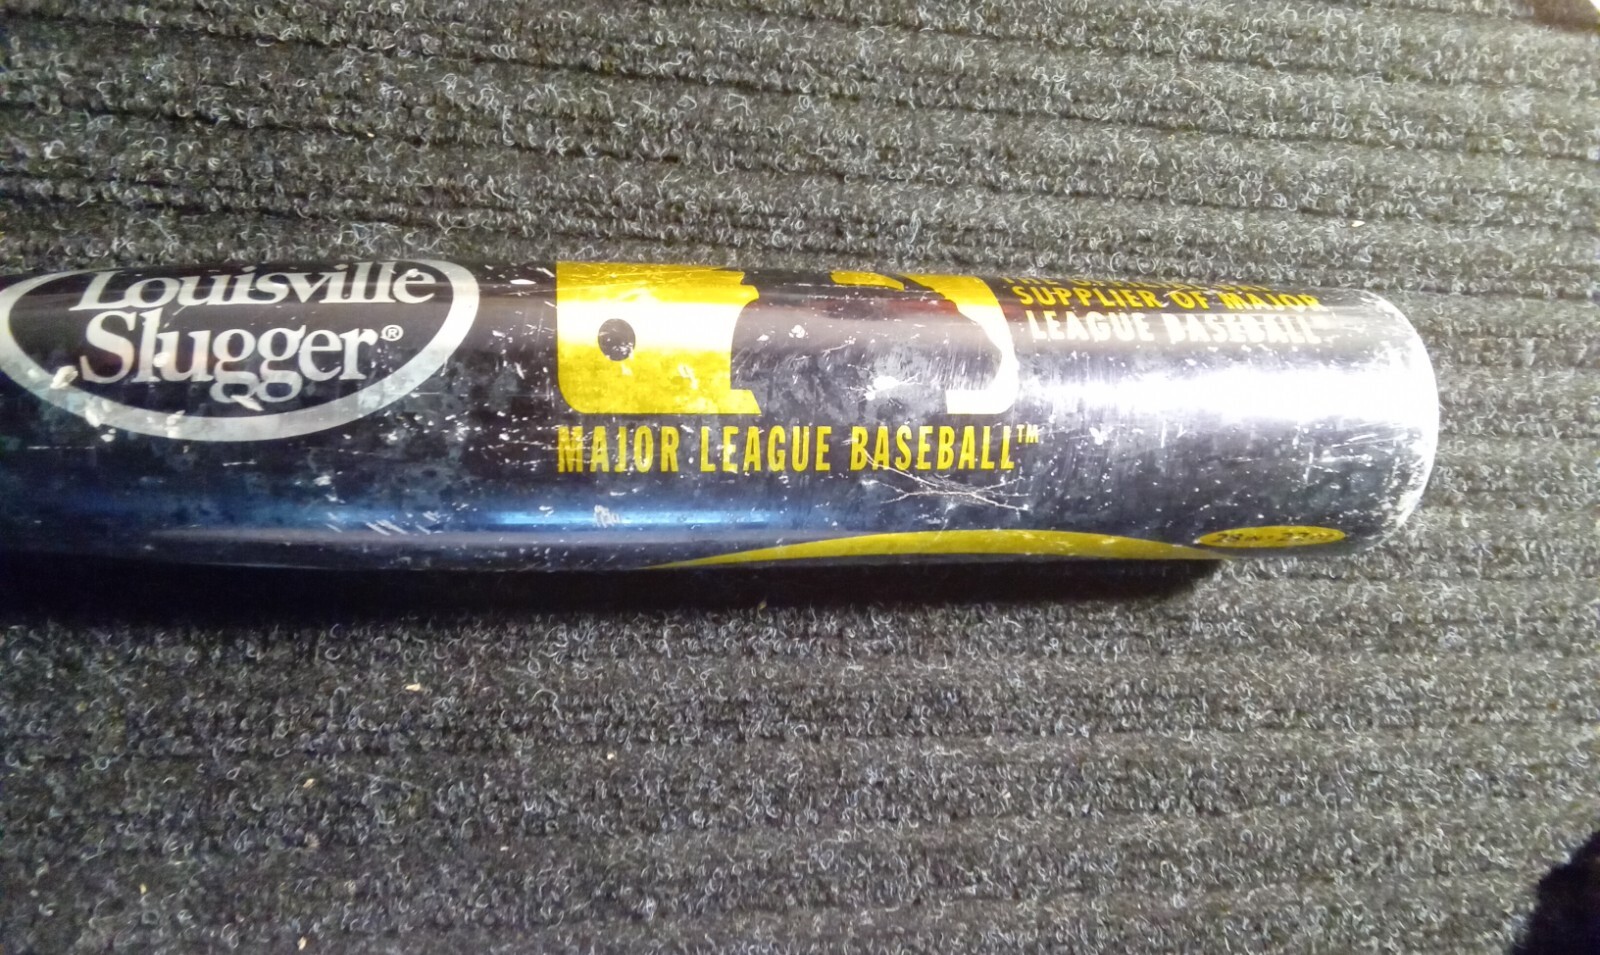 Louisville
Slugger®
SUPPLIER OF MAJOR
LEAGUE BASEBALL
MAJOR LEAGUE BASEBALL™